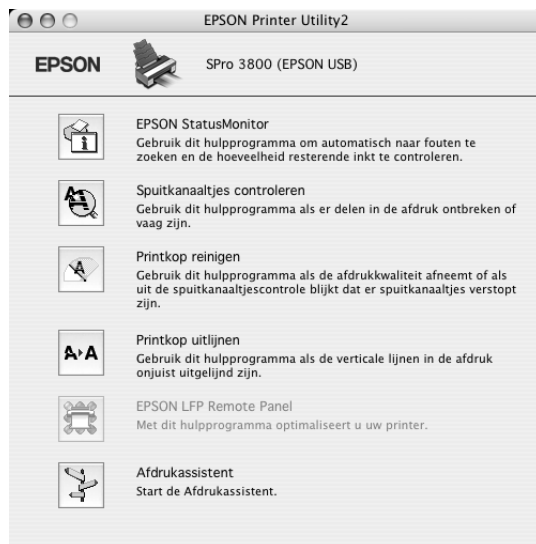 EPSON Printer Utility2
EPSON
SPro 3800 (EPSON USB)
EPSON StatusMonitor
Gebruik dit hulpprogramma om automatisch naar fouten te
zoeken en de hoeveelheid resterende inkt te controleren.
Spuitkanaaltjes controleren
Gebruik dit hulpprogramma als er delen in de afdruk ontbreken of
vaag zijn.
Printkop reinigen
Gebruik dit hulpprogramma als de afdrukkwaliteit afneemt of als
uit de spuitkanaaltjescontrole blijkt dat er spuitkanaaltjes verstopt
zijn.
Printkop uitlijnen
Gebruik dit hulpprogramma als de verticale lijnen in de afdruk
onjuist uitgelijnd zijn.
EPSON LFP Remote Panel
Met dit hulpprogramma optimaliseert u uw printer.
Afdrukassistent
Start de Afdrukassistent.